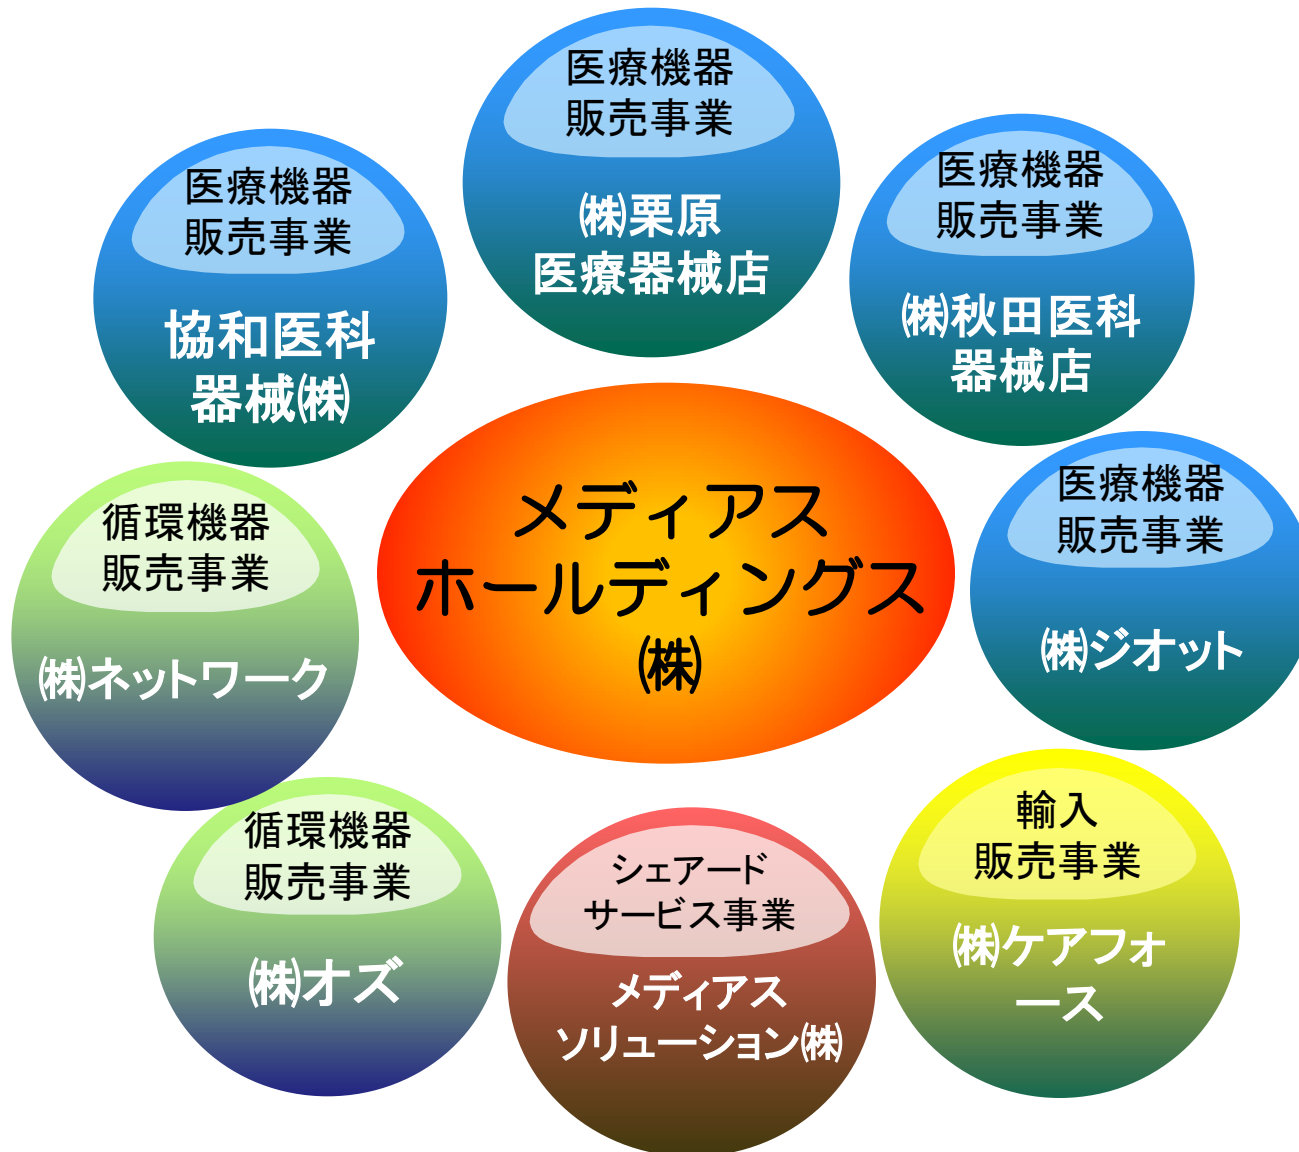 医療機器
販売事業
㈱栗原
医療器械店
医療機器
販売事業
協和医科
器械㈱
医療機器
販売事業
㈱秋田医科
器械店
メディアス
ホールディングス
㈱
循環機器
販売事業
㈱ネットワーク
医療機器
販売事業
㈱ジオット
循環機器
販売事業
㈱オズ
シェアード
サービス事業
メディアス
ソリューション㈱
輸入
販売事業
㈱ケアフォ
ース